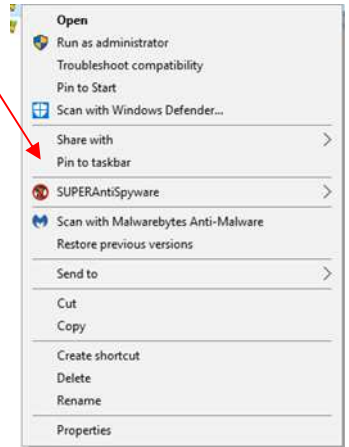 Open
Run as administrator
Troubleshoot compatibility
Pin to Start
Scan with Windows Defender...
Share with
Pin to taskbar
SUPERAntiSpyware
Scan with Malwarebytes Anti-Malware
Restore previous versions
Send to
Cut
Copy
Create shortcut
Delete
Rename
Properties